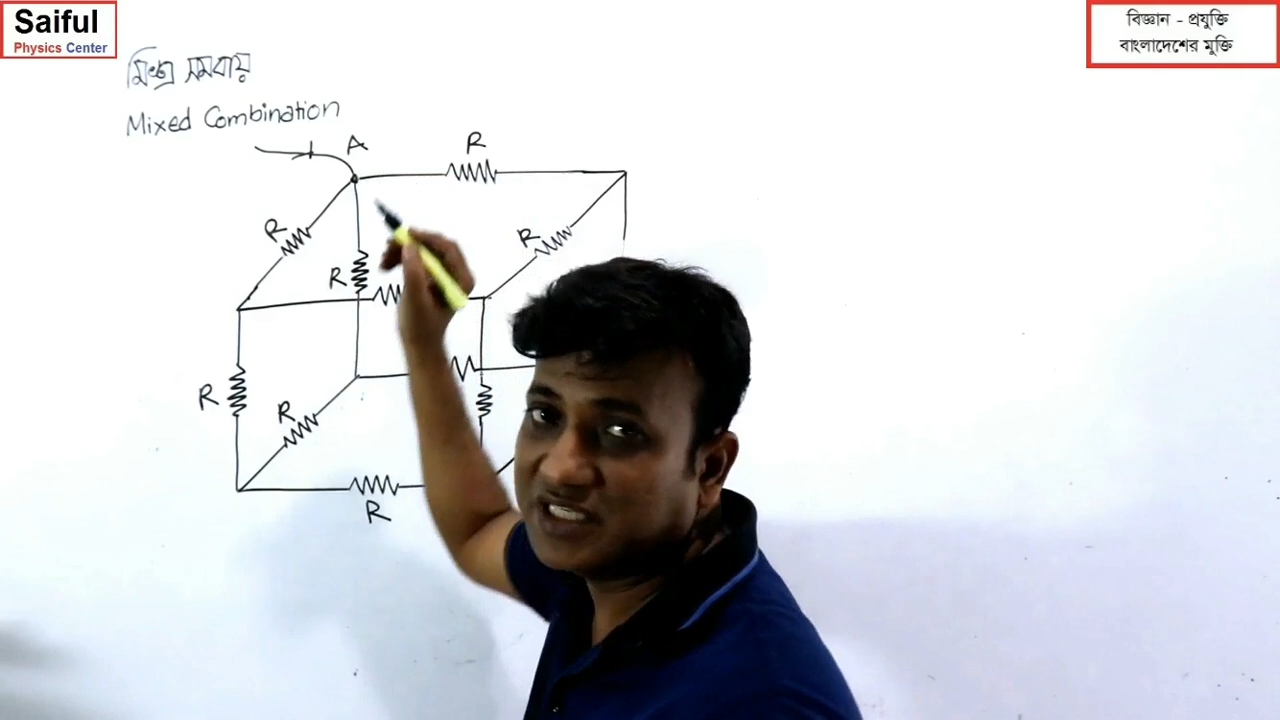 Saiful
Physics Center
বিজ্ঞান - প্রযুক্তি
বাংলাদেশের মুক্তি
মিশ্র সমবায়
Mixed Combination
A
R
R
R
R
R
R
R